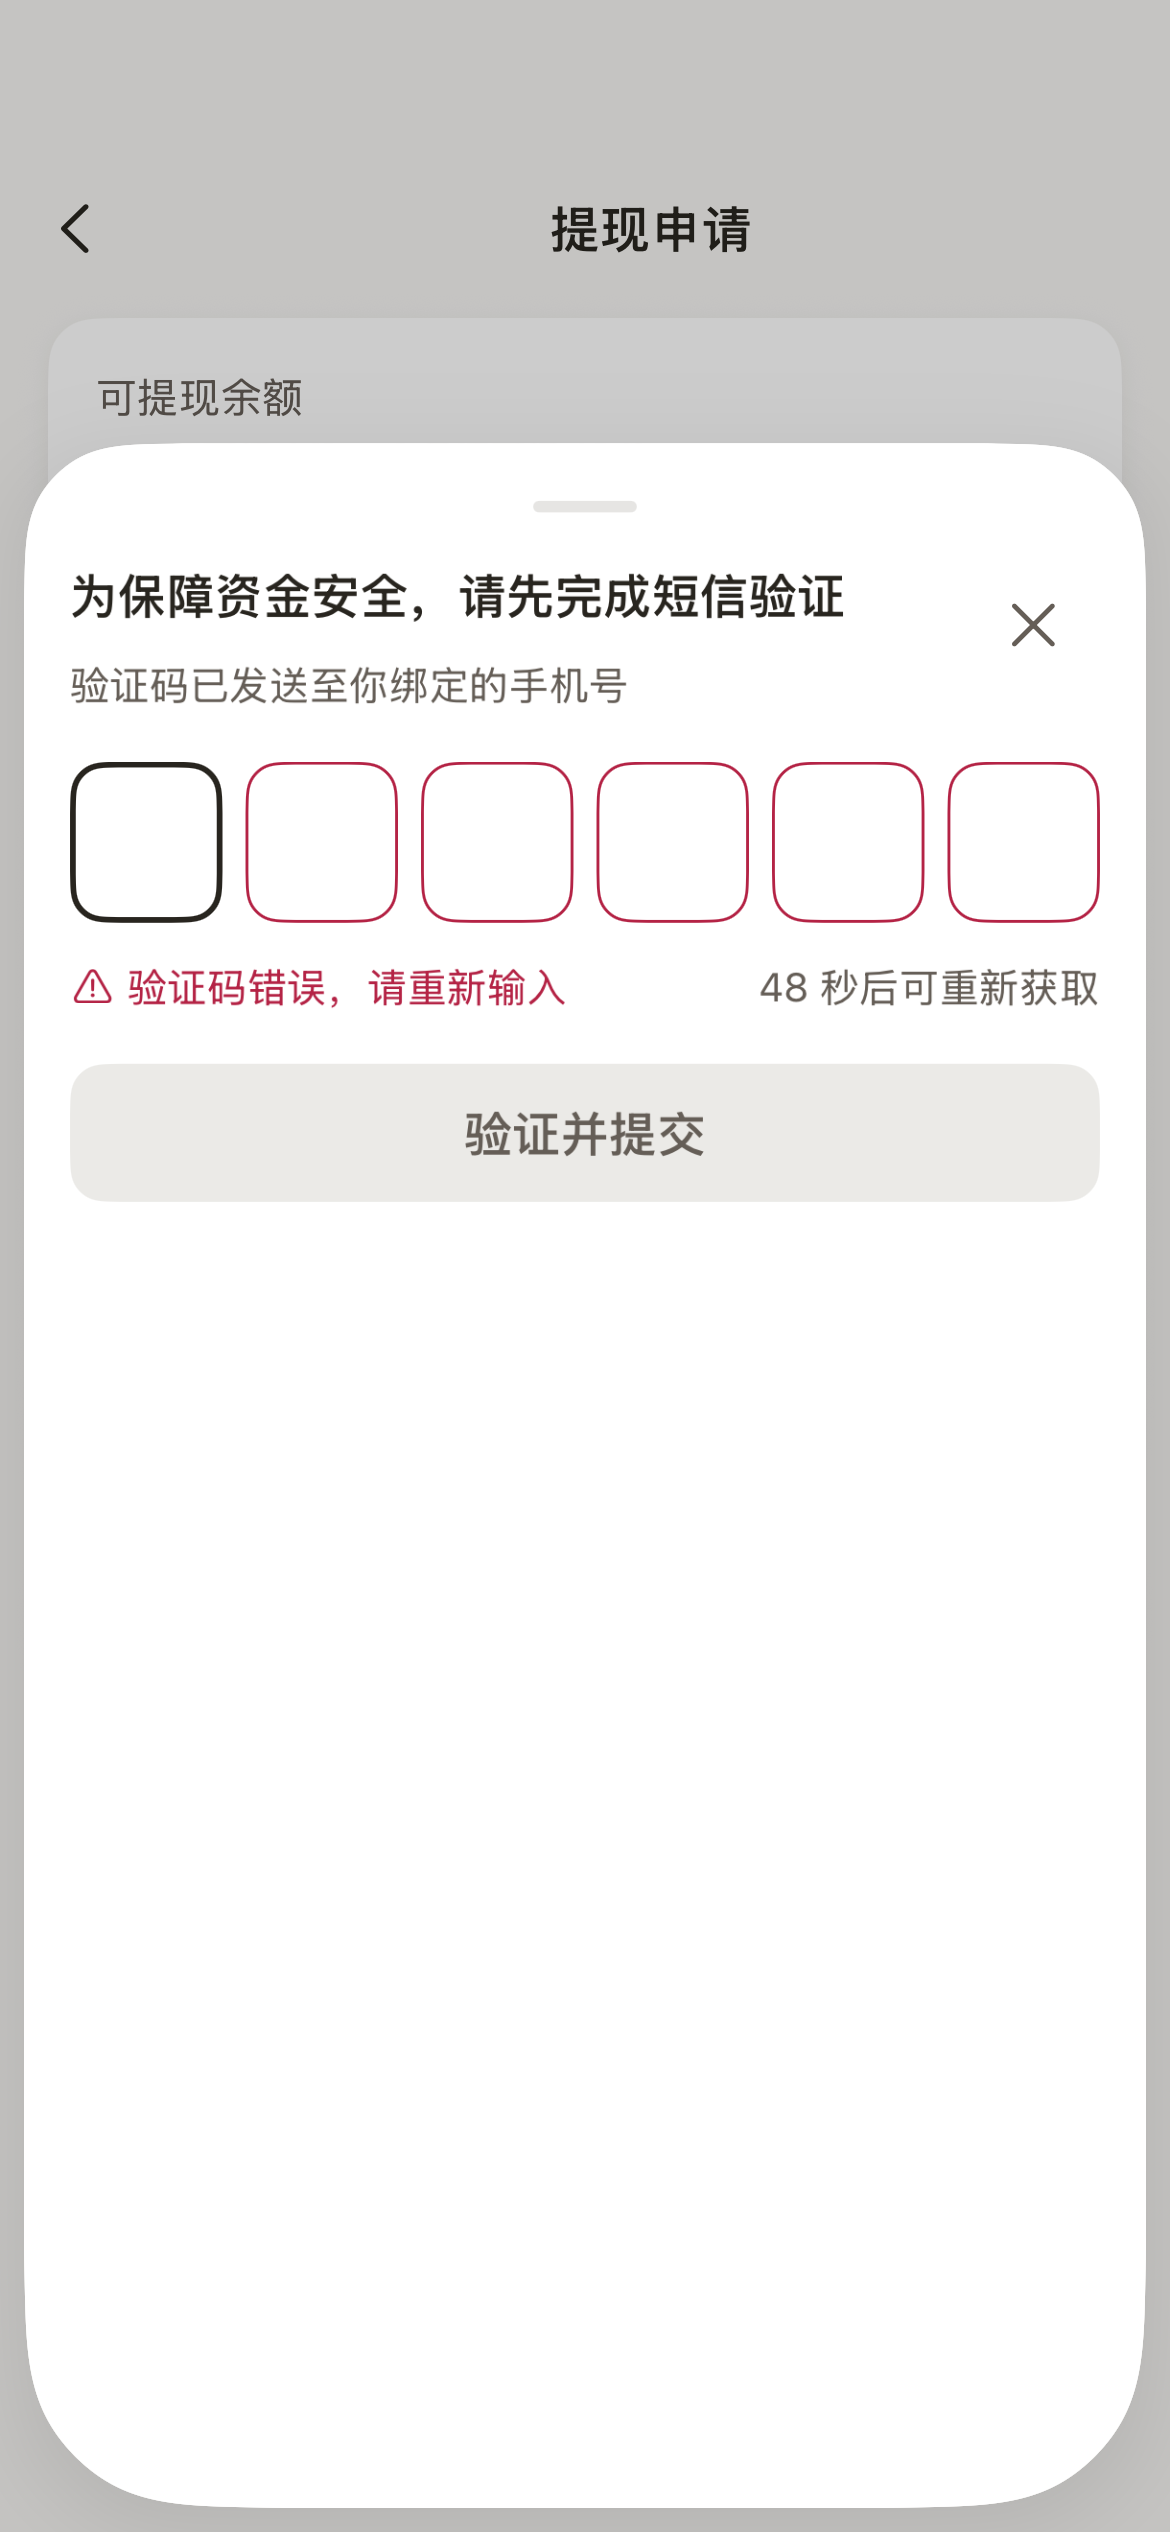 提现申请
可提现余额
为保障资金安全，请先完成短信验证
验证码已发送至你绑定的手机号
验证码错误，请重新输入
48 秒后可重新获取
验证并提交